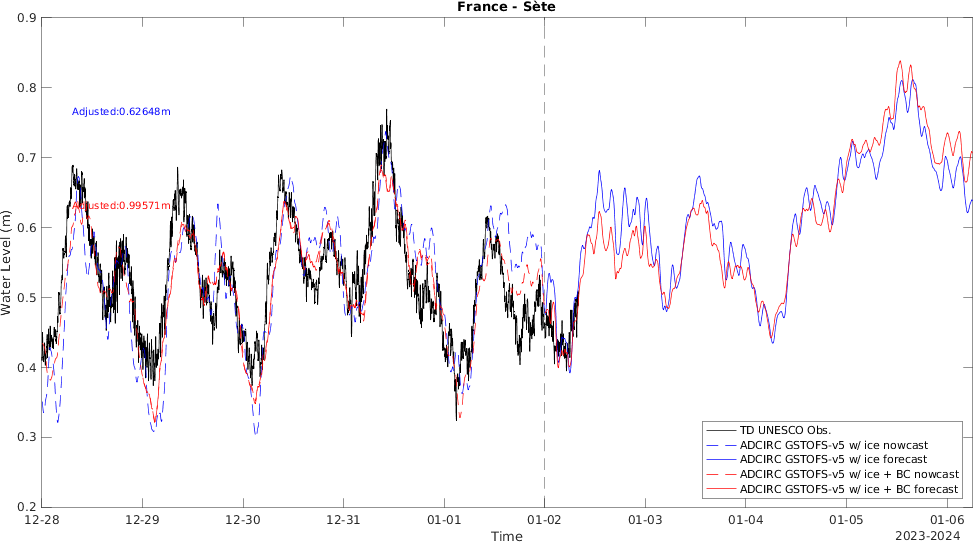 France - Sète
0.9
0.8
0.7
0.6
0.5
0.4
0.3
0.2
Water Level (m)
Adjusted:0.62648m
Adjusted:0.99571m
TD UNESCO Obs.
ADCIRC GSTOFS-v5 w/ ice nowcast
ADCIRC GSTOFS-v5 w/ ice forecast
ADCIRC GSTOFS-v5 w/ ice + BC nowcast
ADCIRC GSTOFS-v5 w/ ice + BC forecast
12-28 12-29 12-30 12-31 01-01 01-02 01-03 01-04 01-05 01-06
Time
2023-2024